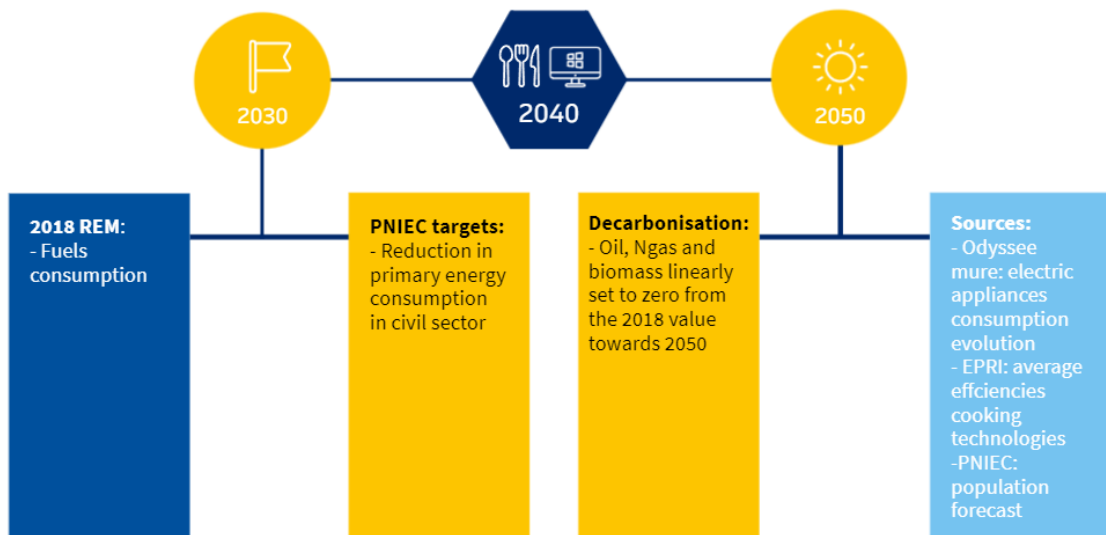 2030
2040
2050
2018 REM:
- Fuels
consumption
PNIEC targets:
- Reduction in
primary energy
consumption
in civil sector
Decarbonisation:
- Oil, Ngas and
biomass linearly
set to zero from
the 2018 value
towards 2050
Sources:
- Odyssee
mure: electric
appliances
consumption
evolution
- EPRI: average
effciencies
cooking
technologies
-PNIEC:
population
forecast